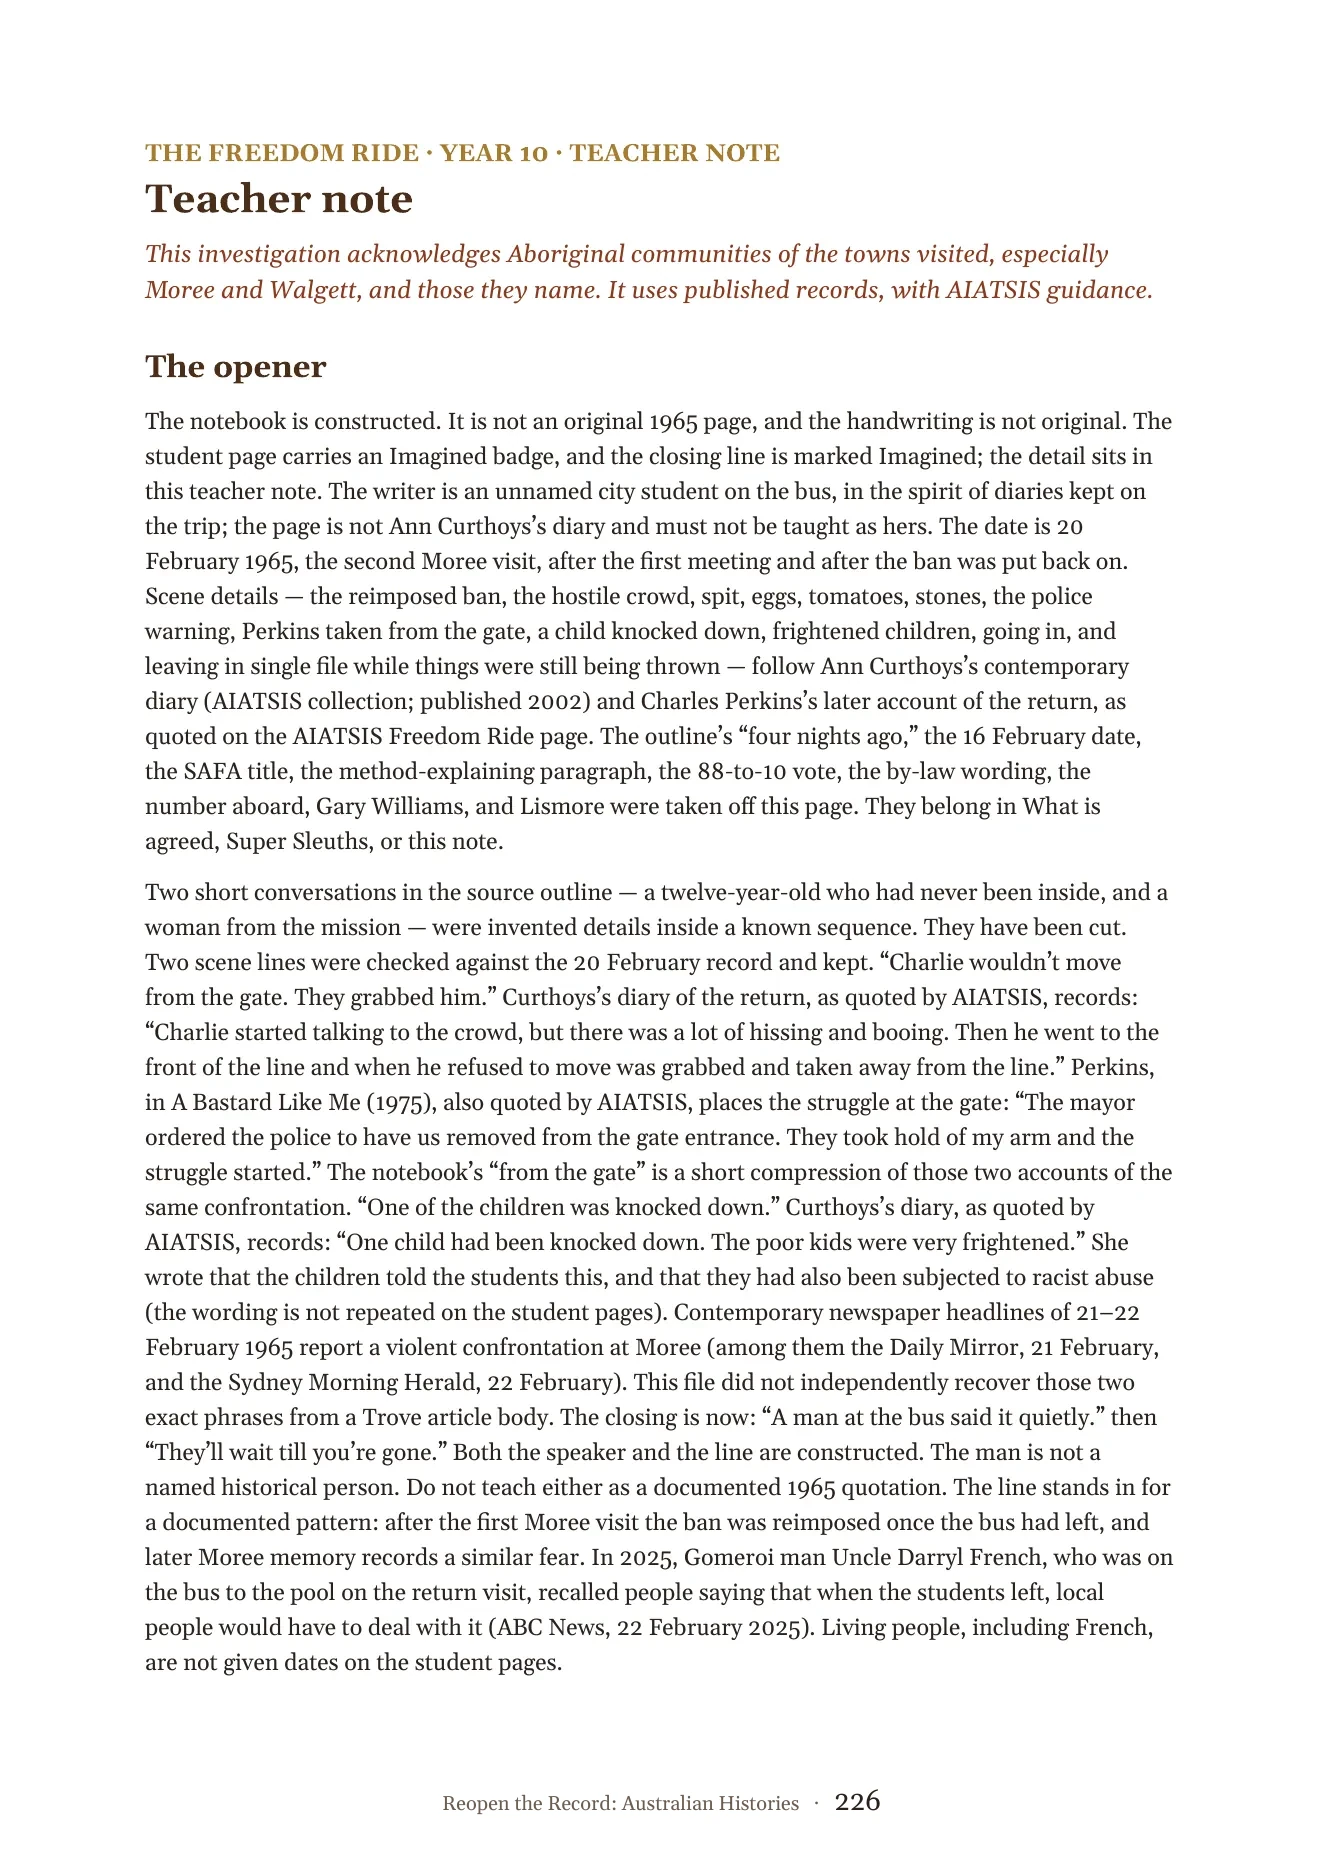 THE FREEDOM RIDE · YEAR 10 · TEACHER NOTE
Teacher note
This investigation acknowledges Aboriginal communities of the towns visited, especially
Moree and Walgett, and those they name. It uses published records, with AIATSIS guidance.
The opener
The notebook is constructed. It is not an original 1965 page, and the handwriting is not original. The
student page carries an Imagined badge, and the closing line is marked Imagined; the detail sits in
this teacher note. The writer is an unnamed city student on the bus, in the spirit of diaries kept on
the trip; the page is not Ann Curthoys’s diary and must not be taught as hers. The date is 20
February 1965, the second Moree visit, after the first meeting and after the ban was put back on.
Scene details — the reimposed ban, the hostile crowd, spit, eggs, tomatoes, stones, the police
warning, Perkins taken from the gate, a child knocked down, frightened children, going in, and
leaving in single file while things were still being thrown — follow Ann Curthoys’s contemporary
diary (AIATSIS collection; published 2002) and Charles Perkins’s later account of the return, as
quoted on the AIATSIS Freedom Ride page. The outline’s “four nights ago,” the 16 February date,
the SAFA title, the method-explaining paragraph, the 88-to-10 vote, the by-law wording, the
number aboard, Gary Williams, and Lismore were taken off this page. They belong in What is
agreed, Super Sleuths, or this note.
Two short conversations in the source outline — a twelve-year-old who had never been inside, and a
woman from the mission — were invented details inside a known sequence. They have been cut.
Two scene lines were checked against the 20 February record and kept. “Charlie wouldn’t move
from the gate. They grabbed him.” Curthoys’s diary of the return, as quoted by AIATSIS, records:
“Charlie started talking to the crowd, but there was a lot of hissing and booing. Then he went to the
front of the line and when he refused to move was grabbed and taken away from the line.” Perkins,
in A Bastard Like Me (1975), also quoted by AIATSIS, places the struggle at the gate: “The mayor
ordered the police to have us removed from the gate entrance. They took hold of my arm and the
struggle started.” The notebook’s “from the gate” is a short compression of those two accounts of the
same confrontation. “One of the children was knocked down.” Curthoys’s diary, as quoted by
AIATSIS, records: “One child had been knocked down. The poor kids were very frightened.” She
wrote that the children told the students this, and that they had also been subjected to racist abuse
(the wording is not repeated on the student pages). Contemporary newspaper headlines of 21–22
February 1965 report a violent confrontation at Moree (among them the Daily Mirror, 21 February,
and the Sydney Morning Herald, 22 February). This file did not independently recover those two
exact phrases from a Trove article body. The closing is now: “A man at the bus said it quietly.” then
“They’ll wait till you’re gone.” Both the speaker and the line are constructed. The man is not a
named historical person. Do not teach either as a documented 1965 quotation. The line stands in for
a documented pattern: after the first Moree visit the ban was reimposed once the bus had left, and
later Moree memory records a similar fear. In 2025, Gomeroi man Uncle Darryl French, who was on
the bus to the pool on the return visit, recalled people saying that when the students left, local
people would have to deal with it (ABC News, 22 February 2025). Living people, including French,
are not given dates on the student pages.
Reopen the Record: Australian Histories · 226